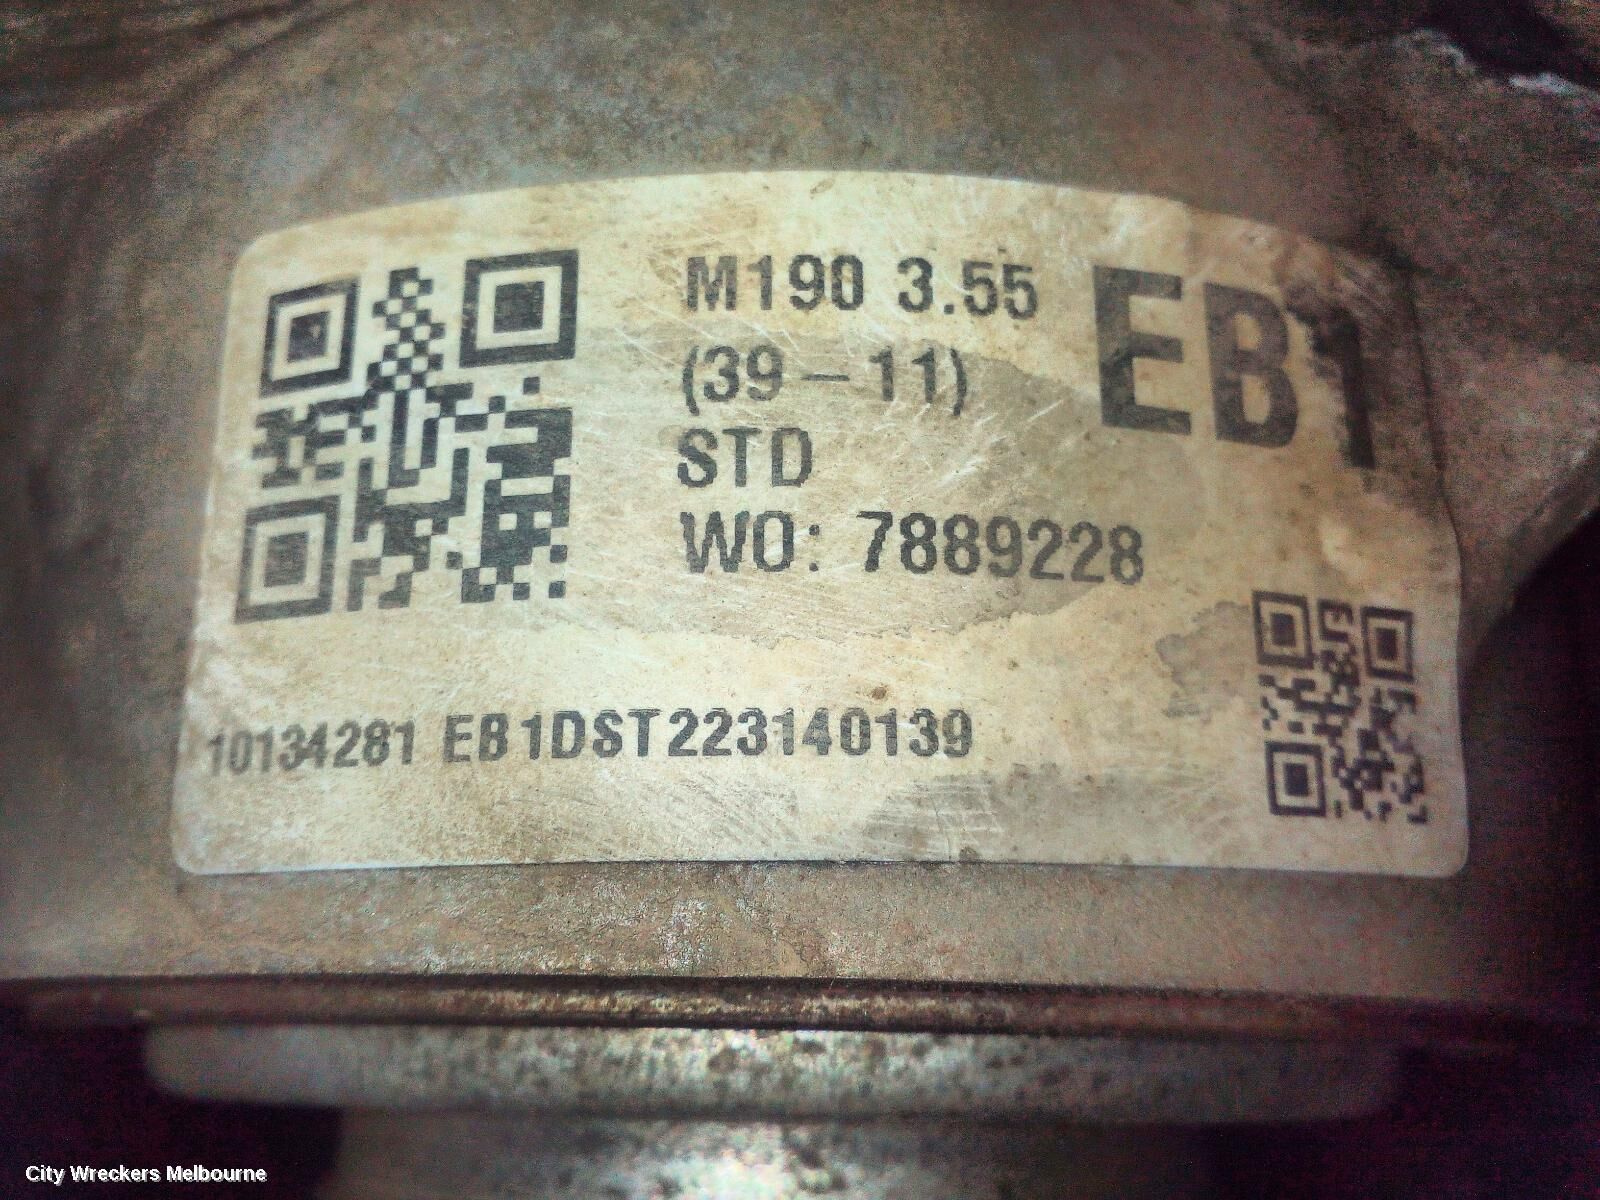 M190 3.55
(39 - 11)
STD
WO: 7889228
EB1
10134281 EB1DST223140139
City Wreckers Melbourne